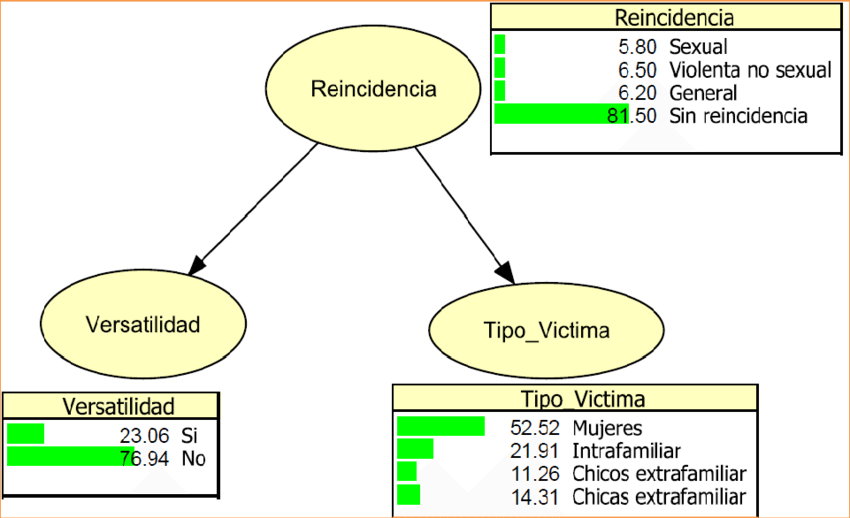 Reincidencia
5.80 Sexual
6.50 Violenta no sexual
6.20 General
81.50 Sin reincidencia
Reincidencia
Versatilidad
Tipo_Victima
Versatilidad
23.06 Si
76.94 No
Tipo_Victima
52.52 Mujeres
21.91 Intrafamiliar
11.26 Chicos extrafamiliar
14.31 Chicas extrafamiliar